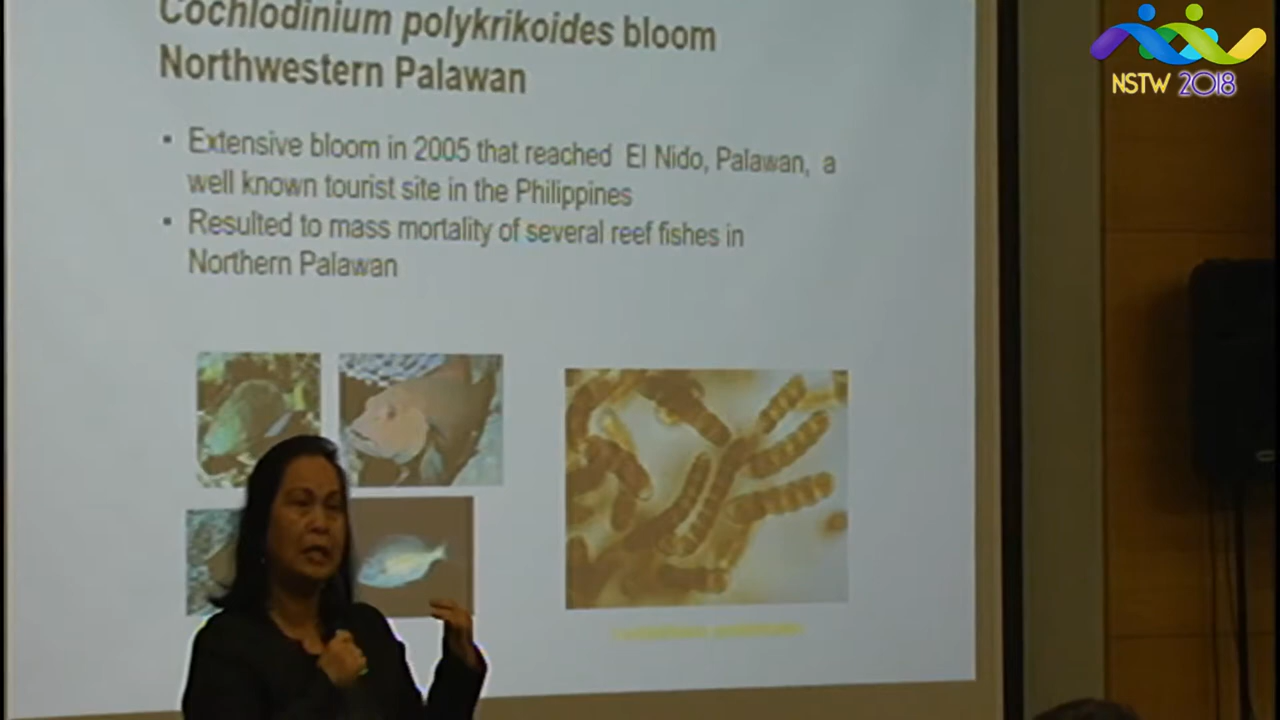 Cochlodinium polykrikoides bloom
Northwestern Palawan
NSTW 2018
▪ Extensive bloom in 2005 that reached El Nido, Palawan, a
well known tourist site in the Philippines
▪ Resulted to mass mortality of several reef fishes in
Northern Palawan